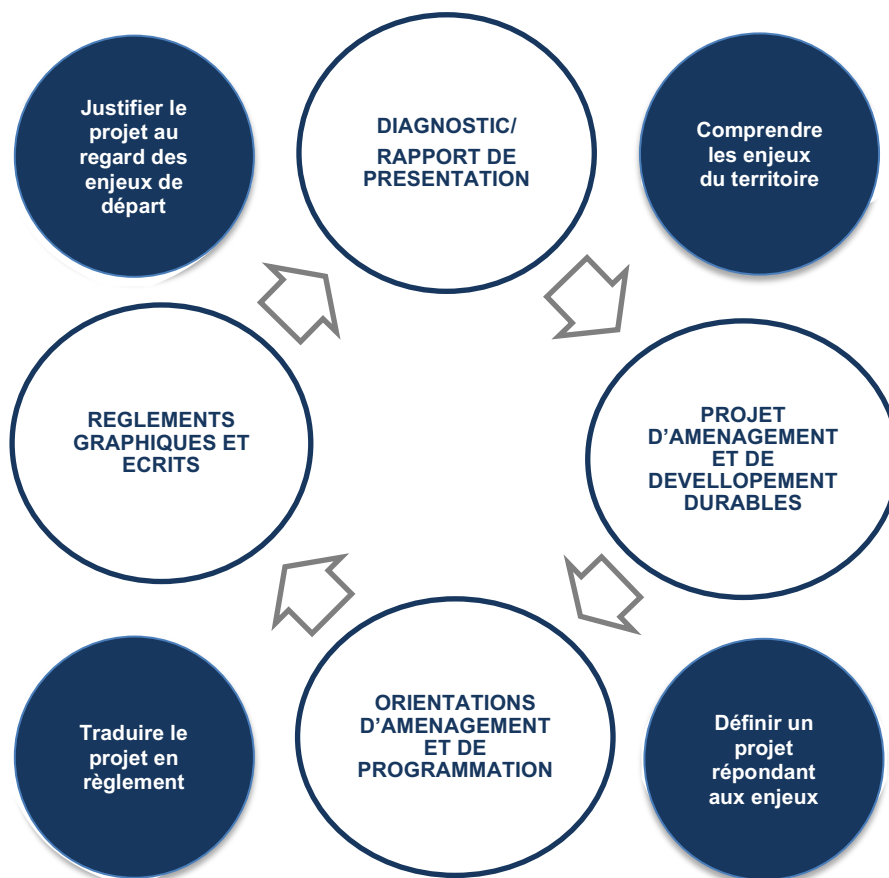 Justifier le
projet au
regard des
enjeux de
départ
DIAGNOSTIC/
RAPPORT DE
PRESENTATION
Comprendre
les enjeux
du territoire
REGLEMENTS
GRAPHIQUES ET
ECRITS
PROJET
D’AMENAGEMENT
ET DE
DEVELLOPEMENT
DURABLES
Traduire le
projet en
règlement
ORIENTATIONS
D’AMENAGEMENT
ET DE
PROGRAMMATION
Définir un
projet
répondant
aux enjeux